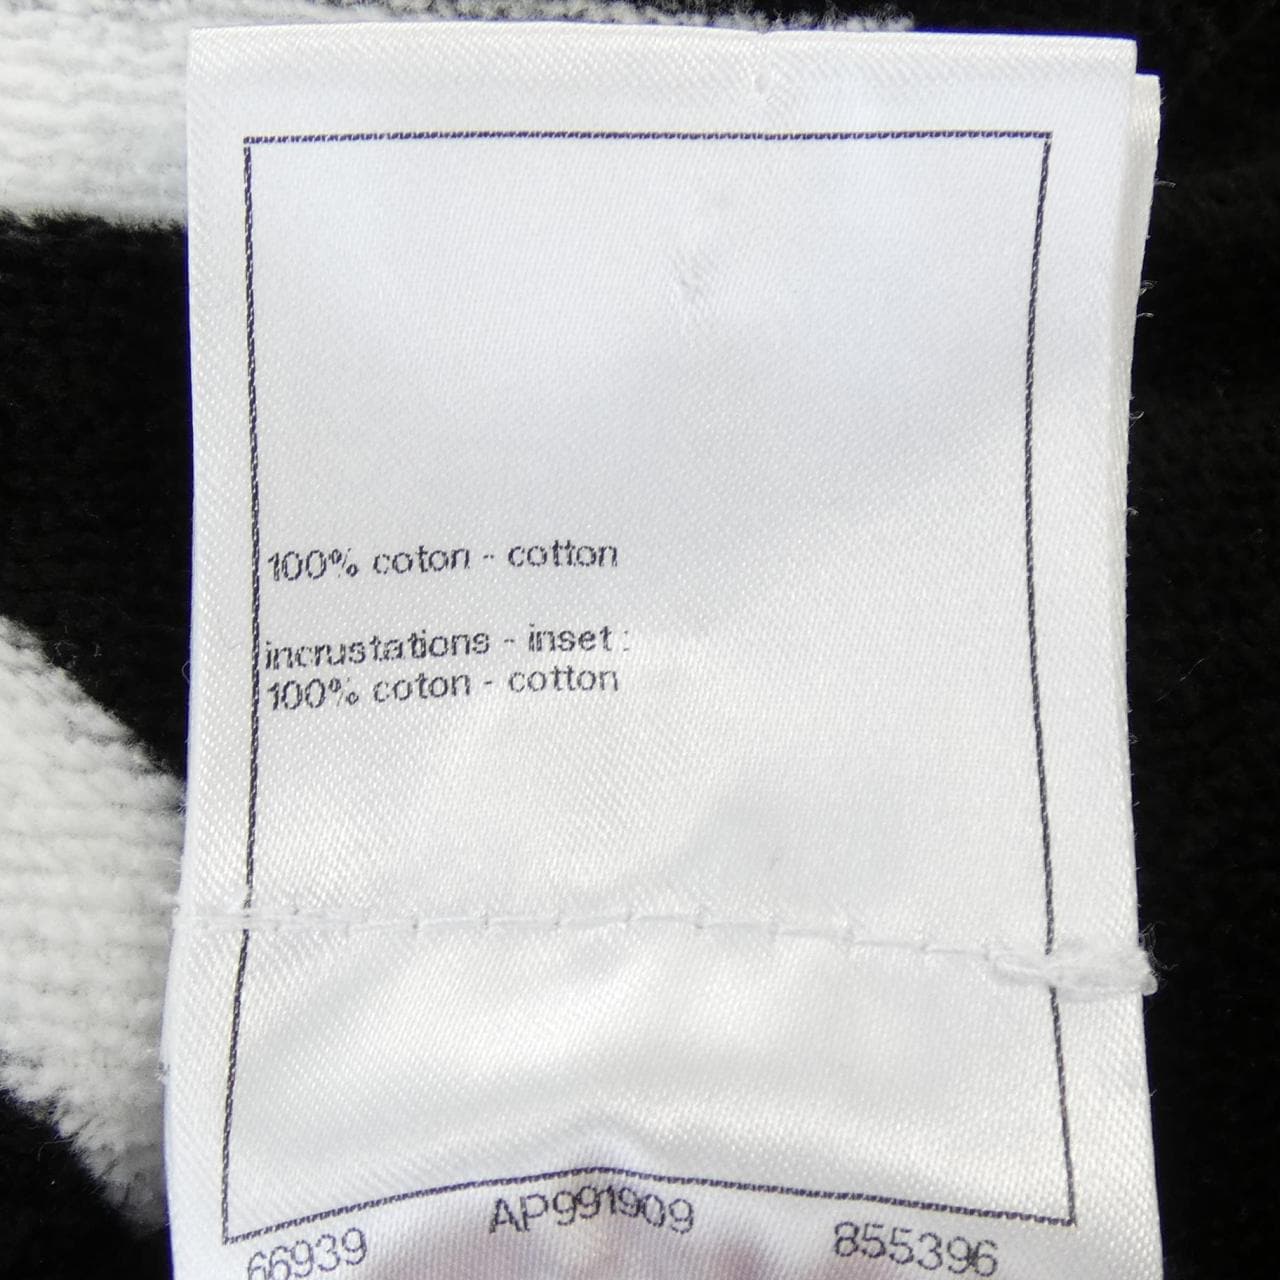 100% coton - cotton
incrustations - inset :
100% coton - cotton
66939 AP991909 855396